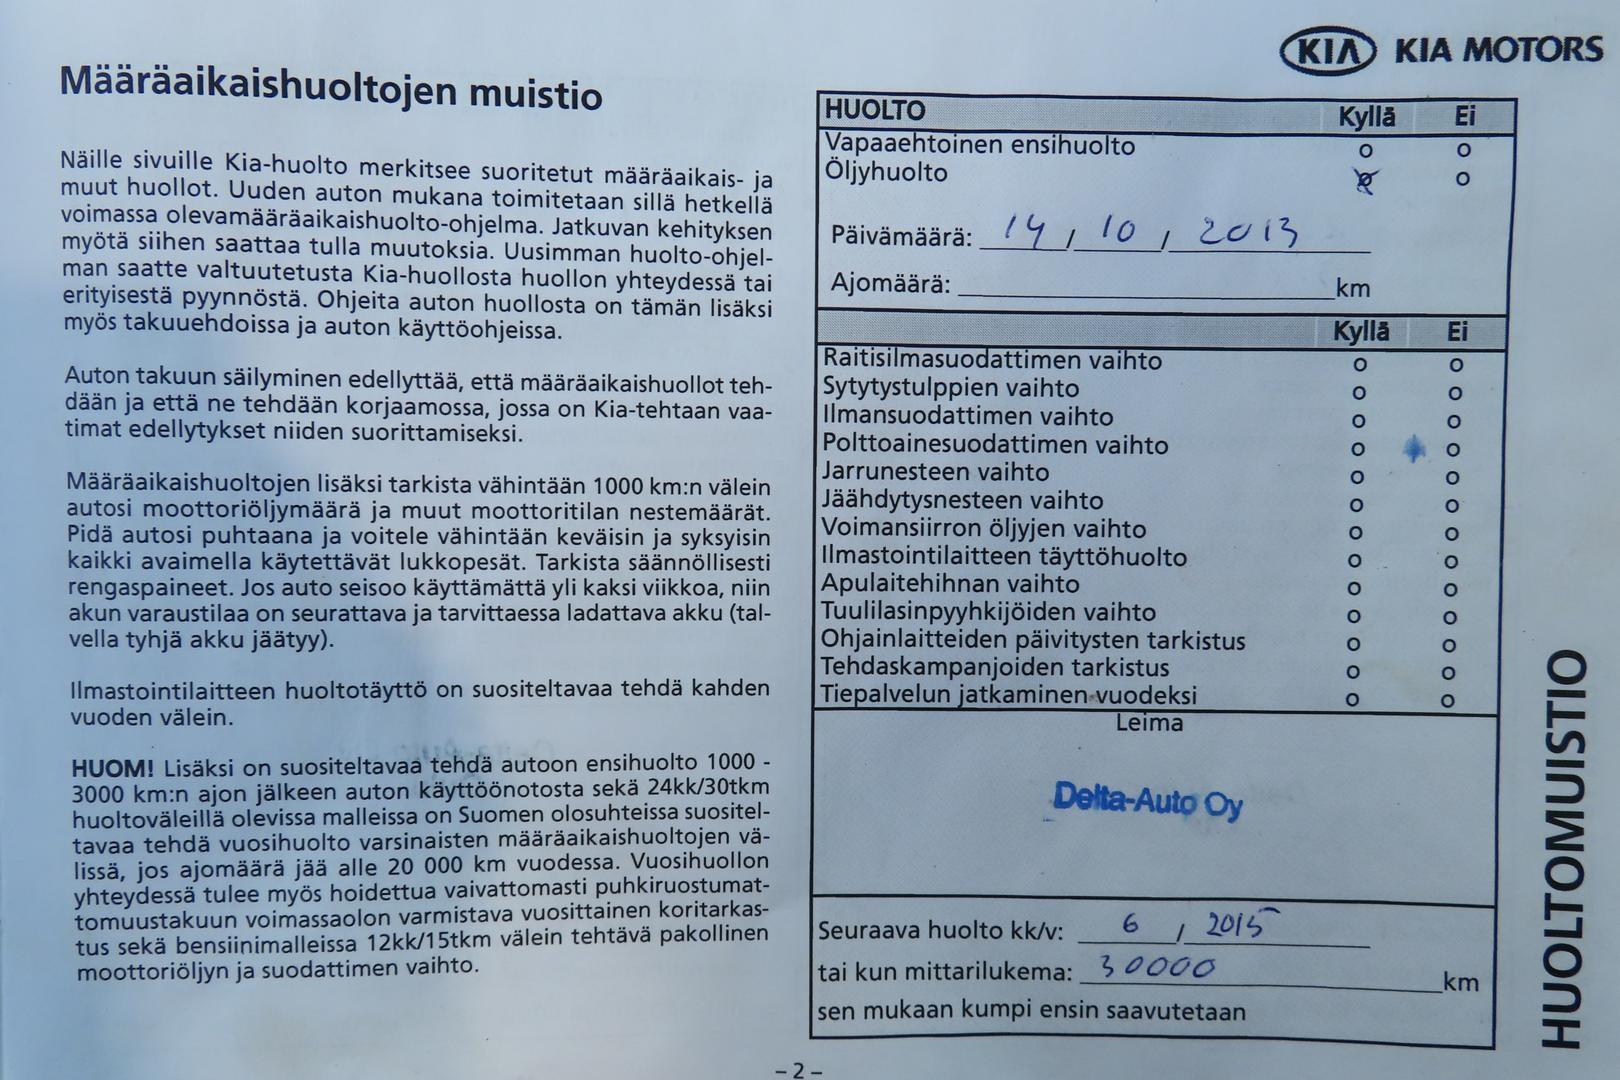 KIA KIA MOTORS
Määräaikaishuoltojen muistio
Näille sivuille Kia-huolto merkitsee suoritetut määräaikais- ja
muut huollot. Uuden auton mukana toimitetaan sillä hetkellä
voimassa olevamääräaikaishuolto-ohjelma. Jatkuvan kehityksen
myötä siihen saattaa tulla muutoksia. Uusimman huolto-ohjel-
man saatte valtuutetusta Kia-huollosta huollon yhteydessä tai
erityisestä pyynnöstä. Ohjeita auton huollosta on tämän lisäksi
myös takuuehdoissa ja auton käyttöohjeissa.
Auton takuun säilyminen edellyttää, että määräaikaishuollot teh-
dään ja että ne tehdään korjaamossa, jossa on Kia-tehtaan vaa-
timat edellytykset niiden suorittamiseksi.
Määräaikaishuoltojen lisäksi tarkista vähintään 1000 km:n välein
autosi moottoriöljymäärä ja muut moottoritilan nestemäärät.
Pidä autosi puhtaana ja voitele vähintään keväisin ja syksyisin
kaikki avaimella käytettävät lukkopesät. Tarkista säännöllisesti
rengaspaineet. Jos auto seisoo käyttämättä yli kaksi viikkoa, niin
akun varaustilaa on seurattava ja tarvittaessa ladattava akku (tal-
vella tyhjä akku jäätyy).
Ilmastointilaitteen huoltotäyttö on suositeltavaa tehdä kahden
vuoden välein.
HUOM! Lisäksi on suositeltavaa tehdä autoon ensihuolto 1000 -
3000 km:n ajon jälkeen auton käyttöönotosta sekä 24kk/30tkm
huoltoväleillä olevissa malleissa on Suomen olosuhteissa suositel-
tavaa tehdä vuosihuolto varsinaisten määräaikaishuoltojen vä-
lissä, jos ajomäärä jää alle 20 000 km vuodessa. Vuosihuollon
yhteydessä tulee myös hoidettua vaivattomasti puhkiruostumat-
tomuustakuun voimassaolon varmistava vuosittainen koritarkas-
tus sekä bensiinimalleissa 12kk/15tkm välein tehtävä pakollinen
moottoriöljyn ja suodattimen vaihto.
HUOLTO Kyllä Ei
Vapaaehtoinen ensihuolto o o
Öljyhuolto o o
Päivämäärä: 14 / 10 / 2013
Ajomäärä: km
Kyllä Ei
Raitisilmasuodattimen vaihto o o
Sytytystulppien vaihto o o
Ilmansuodattimen vaihto o o
Polttoainesuodattimen vaihto o o
Jarrunesteen vaihto o o
Jäähdytysnesteen vaihto o o
Voimansiirron öljyjen vaihto o o
Ilmastointilaitteen täyttöhuolto o o
Apulaitehihnan vaihto o o
Tuulilasinpyyhkijöiden vaihto o o
Ohjainlaitteiden päivitysten tarkistus o o
Tehdaskampanjoiden tarkistus o o
Tiepalvelun jatkaminen vuodeksi o o
Leima
Delta-Auto Oy
Seuraava huolto kk/v: 6 / 2015
tai kun mittarilukema: 30000 km
sen mukaan kumpi ensin saavutetaan
HUOLTOMUISTIO
– 2 –